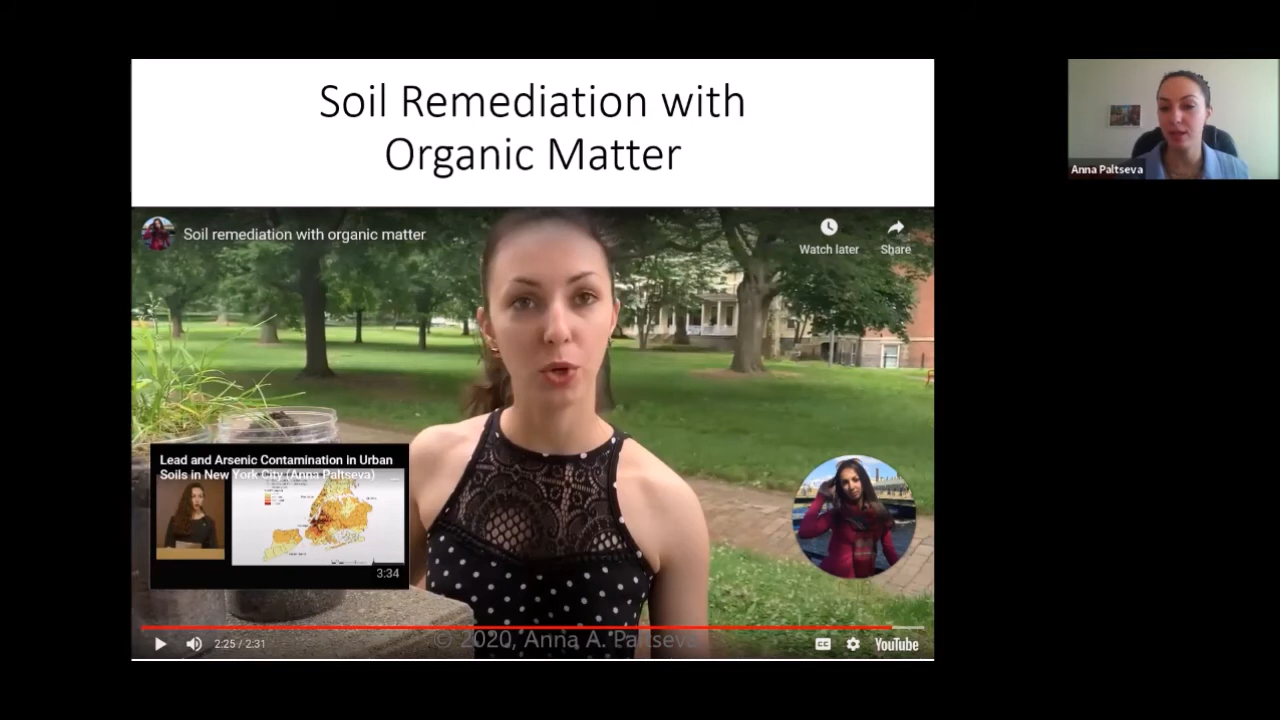 Soil Remediation with
Organic Matter
Anna Paltseva
Soil remediation with organic matter
Watch later
Share
Lead and Arsenic Contamination in Urban
Soils in New York City (Anna Paltseva)
3:34
© 2020, Anna A. Paltseva
2:25 / 2:31
CC
YouTube